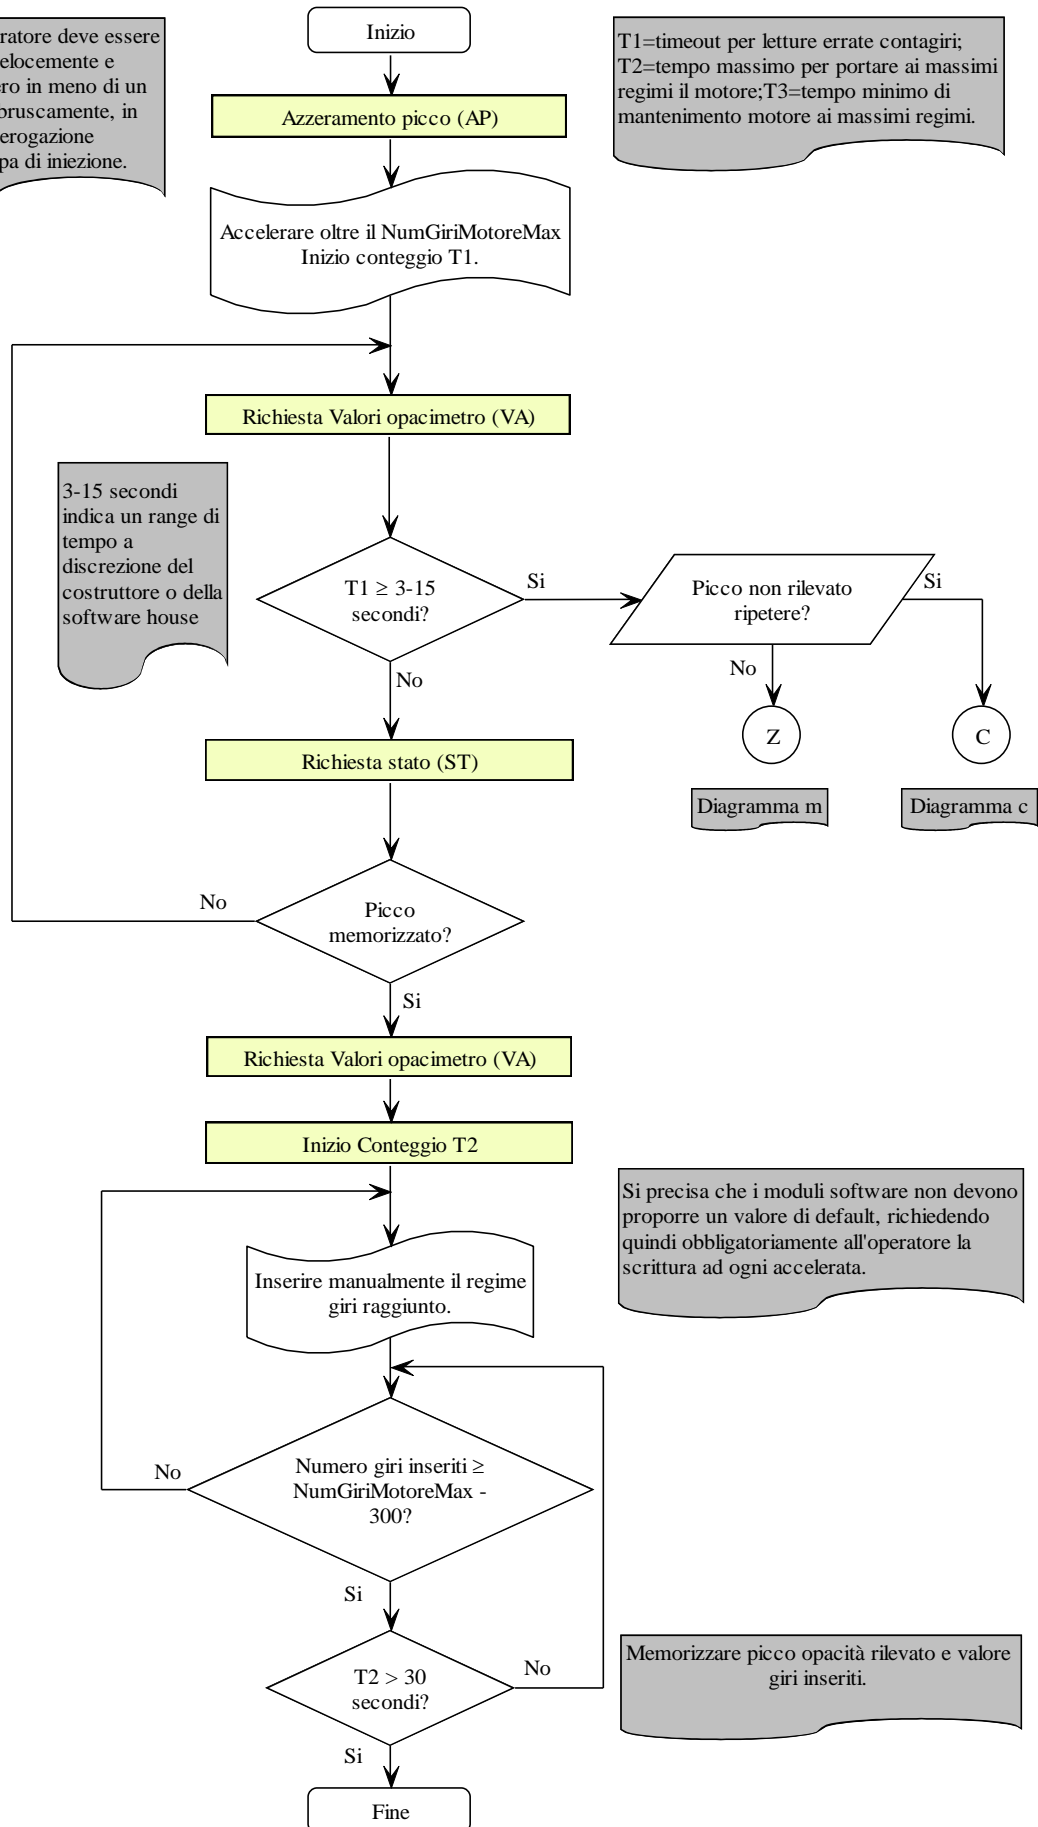 Inizio
ratore deve essere
elocemente e
ero in meno di un
bruscamente, in
erogazione
pa di iniezione.
T1=timeout per letture errate contagiri;
T2=tempo massimo per portare ai massimi
regimi il motore;T3=tempo minimo di
mantenimento motore ai massimi regimi.
Azzeramento picco (AP)
Accelerare oltre il NumGiriMotoreMax
Inizio conteggio T1.
Richiesta Valori opacimetro (VA)
3-15 secondi
indica un range di
tempo a
discrezione del
costruttore o della
software house
T1 ≥ 3-15
secondi?
Si
Picco non rilevato
ripetere?
Si
No
No
Z
C
Richiesta stato (ST)
Diagramma m
Diagramma c
No
Picco
memorizzato?
Si
Richiesta Valori opacimetro (VA)
Inizio Conteggio T2
Si precisa che i moduli software non devono
proporre un valore di default, richiedendo
quindi obbligatoriamente all'operatore la
scrittura ad ogni accelerata.
Inserire manualmente il regime
giri raggiunto.
No
Numero giri inseriti ≥
NumGiriMotoreMax -
300?
Si
T2 > 30
secondi?
No
Memorizzare picco opacità rilevato e valore
giri inseriti.
Si
Fine